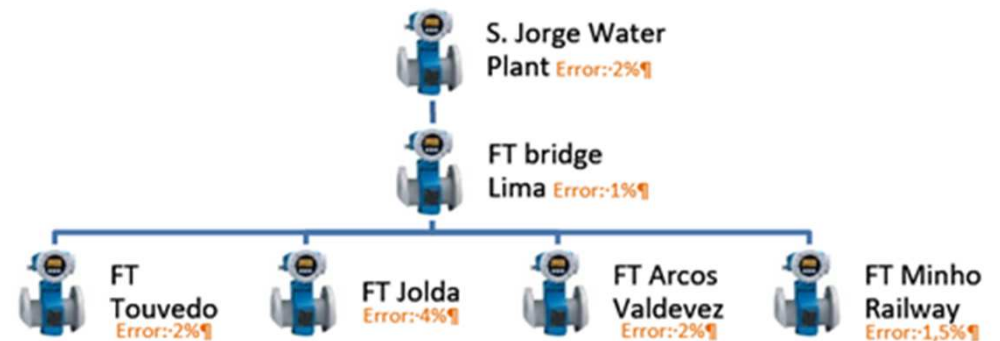 S. Jorge Water
Plant Error:·2%¶
FT bridge
Lima Error:·1%¶
FT
Touvedo
Error:·2%¶
FT Jolda
Error:·4%¶
FT Arcos
Valdevez
Error:·2%¶
FT Minho
Railway
Error:·1,5%¶